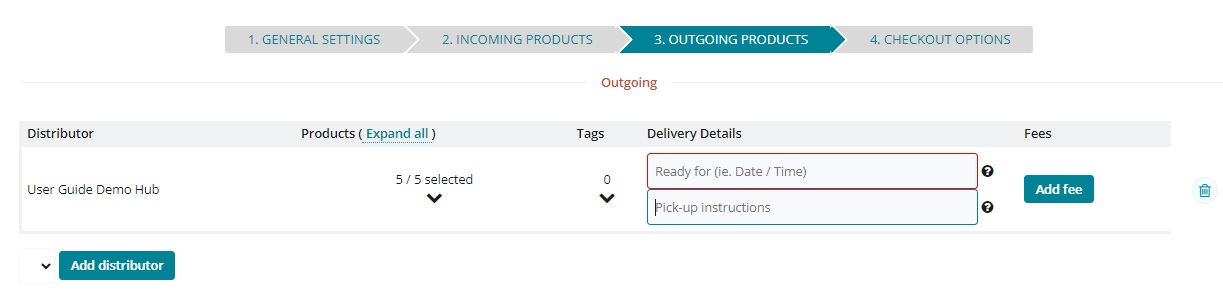 1. GENERAL SETTINGS 2. INCOMING PRODUCTS 3. OUTGOING PRODUCTS 4. CHECKOUT OPTIONS
Outgoing
Distributor Products ( Expand all ) Tags Delivery Details Fees
User Guide Demo Hub 5 / 5 selected 0 Ready for (ie. Date / Time) ? Add fee
Pick-up instructions ?
Add distributor